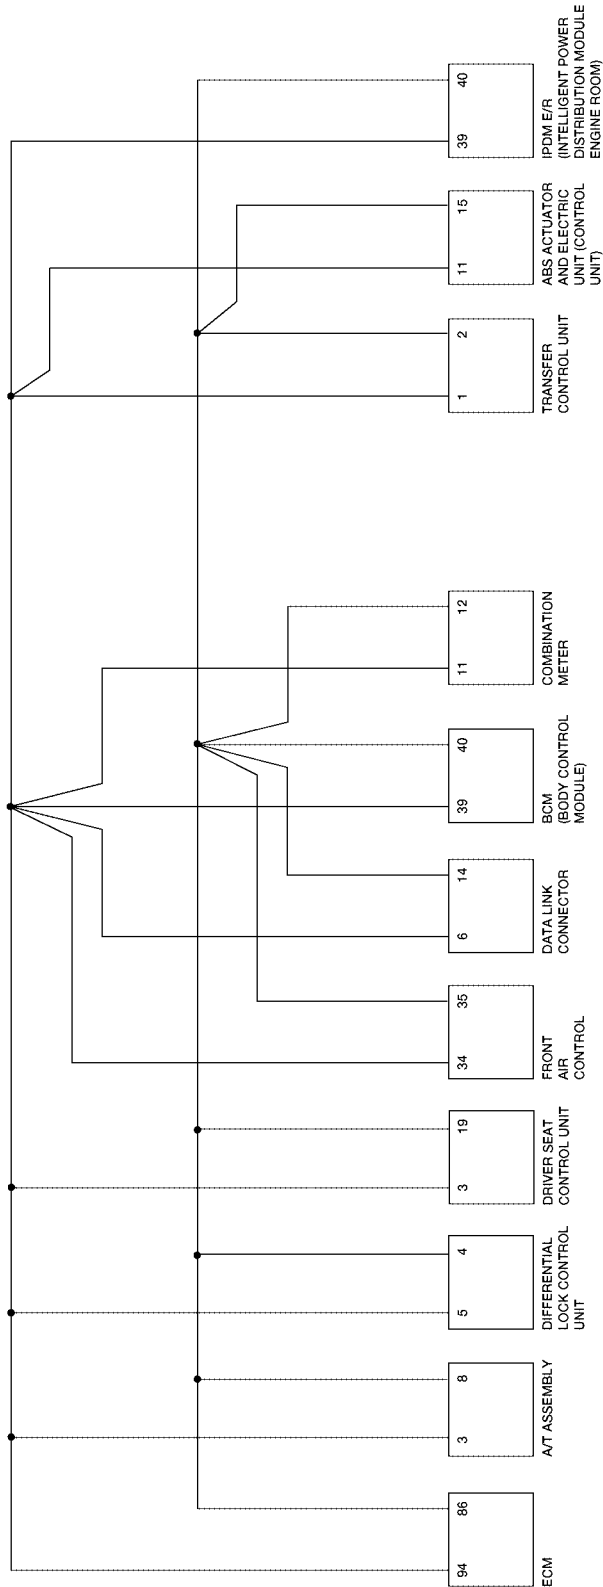 94 86
ECM
3 8
A/T ASSEMBLY
5 4
DIFFERENTIAL
LOCK CONTROL
UNIT
3 19
DRIVER SEAT
CONTROL UNIT
34 35
FRONT
AIR
CONTROL
6 14
DATA LINK
CONNECTOR
39 40
BCM
(BODY CONTROL
MODULE)
11 12
COMBINATION
METER
1 2
TRANSFER
CONTROL UNIT
11 15
ABS ACTUATOR
AND ELECTRIC
UNIT (CONTROL
UNIT)
39 40
IPDM E/R
(INTELLIGENT POWER
DISTRIBUTION MODULE
ENGINE ROOM)